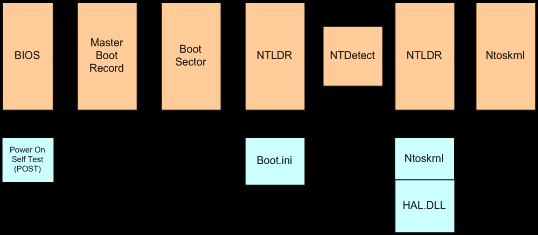 BIOS
Master
Boot
Record
Boot
Sector
NTLDR
NTDetect
NTLDR
Ntoskrnl
Power On
Self Test
(POST)
Boot.ini
Ntoskrnl
HAL.DLL